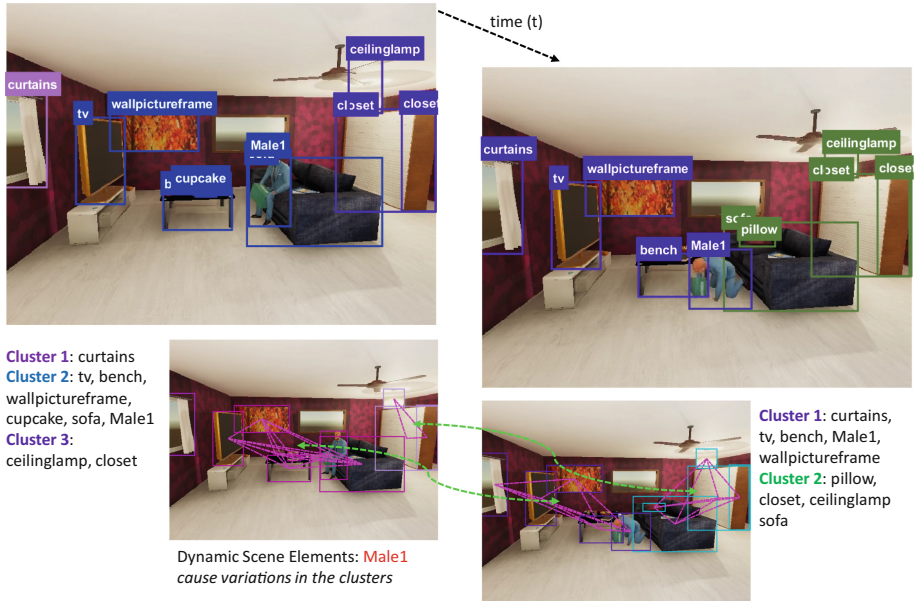 time (t)
ceilinglamp
curtains
wallpictureframe
closet
closet
tv
Male1
cupcake
ceilinglamp
curtains
wallpictureframe
closet
closet
tv
sofa
pillow
bench
Male1
Cluster 1: curtains
Cluster 2: tv, bench,
wallpictureframe,
cupcake, sofa, Male1
Cluster 3:
ceilinglamp, closet
Cluster 1: curtains,
tv, bench, Male1,
wallpictureframe
Cluster 2: pillow,
closet, ceilinglamp
sofa
Dynamic Scene Elements: Male1
cause variations in the clusters